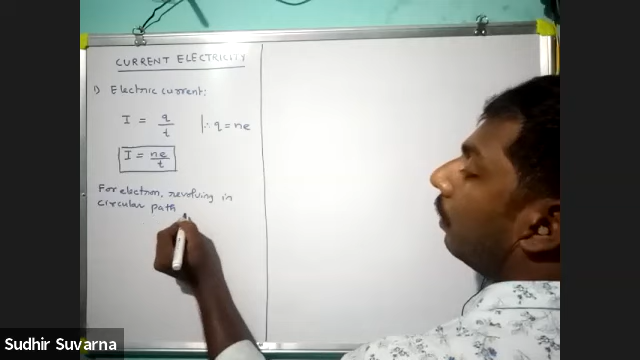 CURRENT ELECTRICITY
1) Electric current:
I = q/t |∵ q = ne
I = ne/t
For electron, revolving in
circular path
Sudhir Suvarna